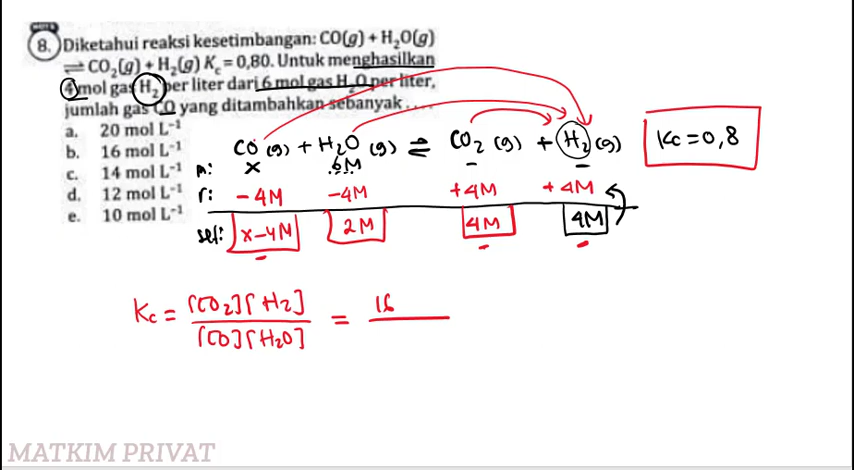 8. Diketahui reaksi kesetimbangan: CO(g) + H₂O(g)
⇌ CO₂(g) + H₂(g) Kc = 0,80. Untuk menghasilkan
4 mol gas H₂ per liter dari 6 mol gas H₂O per liter,
jumlah gas CO yang ditambahkan sebanyak ....
a. 20 mol L⁻¹
b. 16 mol L⁻¹
c. 14 mol L⁻¹
d. 12 mol L⁻¹
e. 10 mol L⁻¹
CO (g) + H₂O (g) ⇌ CO₂ (g) + H₂ (g)
Kc = 0,8
m: x 6M - -
r: -4M -4M +4M +4M
set: x-4M 2M 4M 4M
Kc = [CO₂][H₂] / [CO][H₂O] = 16
MATKIM PRIVAT